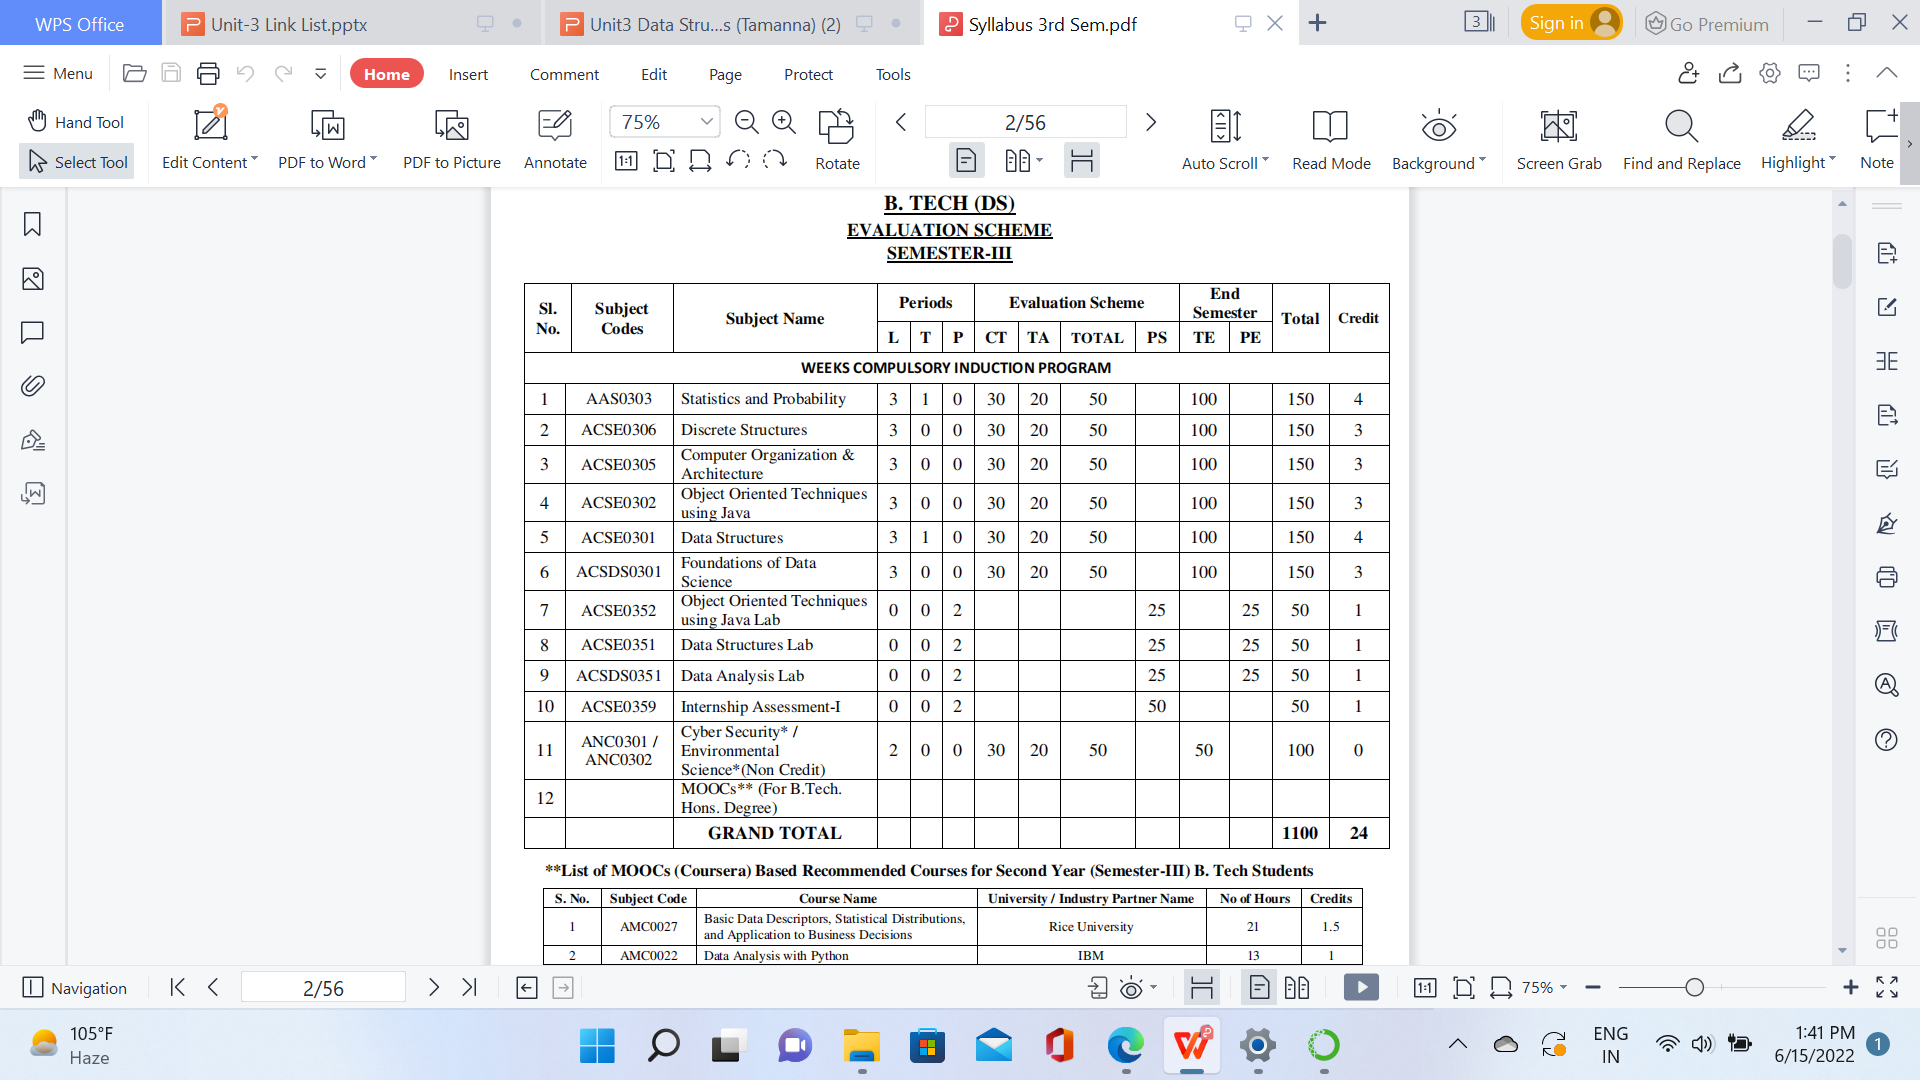 WPS Office
Unit-3 Link List.pptx
Unit3 Data Stru...s (Tamanna) (2)
Syllabus 3rd Sem.pdf
3
Sign in
Go Premium
Menu
Home
Insert
Comment
Edit
Page
Protect
Tools
Hand Tool
Select Tool
Edit Content
PDF to Word
PDF to Picture
Annotate
75%
1:1
Rotate
2/56
Auto Scroll
Read Mode
Background
Screen Grab
Find and Replace
Highlight
Note
B. TECH (DS)
EVALUATION SCHEME
SEMESTER-III
Sl. No. Subject Codes Subject Name Periods Evaluation Scheme End Semester Total Credit
L T P CT TA TOTAL PS TE PE
WEEKS COMPULSORY INDUCTION PROGRAM
1 AAS0303 Statistics and Probability 3 1 0 30 20 50 100 150 4
2 ACSE0306 Discrete Structures 3 0 0 30 20 50 100 150 3
3 ACSE0305 Computer Organization & Architecture 3 0 0 30 20 50 100 150 3
4 ACSE0302 Object Oriented Techniques using Java 3 0 0 30 20 50 100 150 3
5 ACSE0301 Data Structures 3 1 0 30 20 50 100 150 4
6 ACSDS0301 Foundations of Data Science 3 0 0 30 20 50 100 150 3
7 ACSE0352 Object Oriented Techniques using Java Lab 0 0 2 25 25 50 1
8 ACSE0351 Data Structures Lab 0 0 2 25 25 50 1
9 ACSDS0351 Data Analysis Lab 0 0 2 25 25 50 1
10 ACSE0359 Internship Assessment-I 0 0 2 50 50 1
11 ANC0301 / ANC0302 Cyber Security* / Environmental Science*(Non Credit) 2 0 0 30 20 50 50 100 0
12 MOOCs** (For B.Tech. Hons. Degree)
GRAND TOTAL 1100 24
**List of MOOCs (Coursera) Based Recommended Courses for Second Year (Semester-III) B. Tech Students
S. No. Subject Code Course Name University / Industry Partner Name No of Hours Credits
1 AMC0027 Basic Data Descriptors, Statistical Distributions, and Application to Business Decisions Rice University 21 1.5
2 AMC0022 Data Analysis with Python IBM 13 1
Navigation
2/56
1:1
75%
105°F
Haze
ENG
IN
1:41 PM
6/15/2022
1